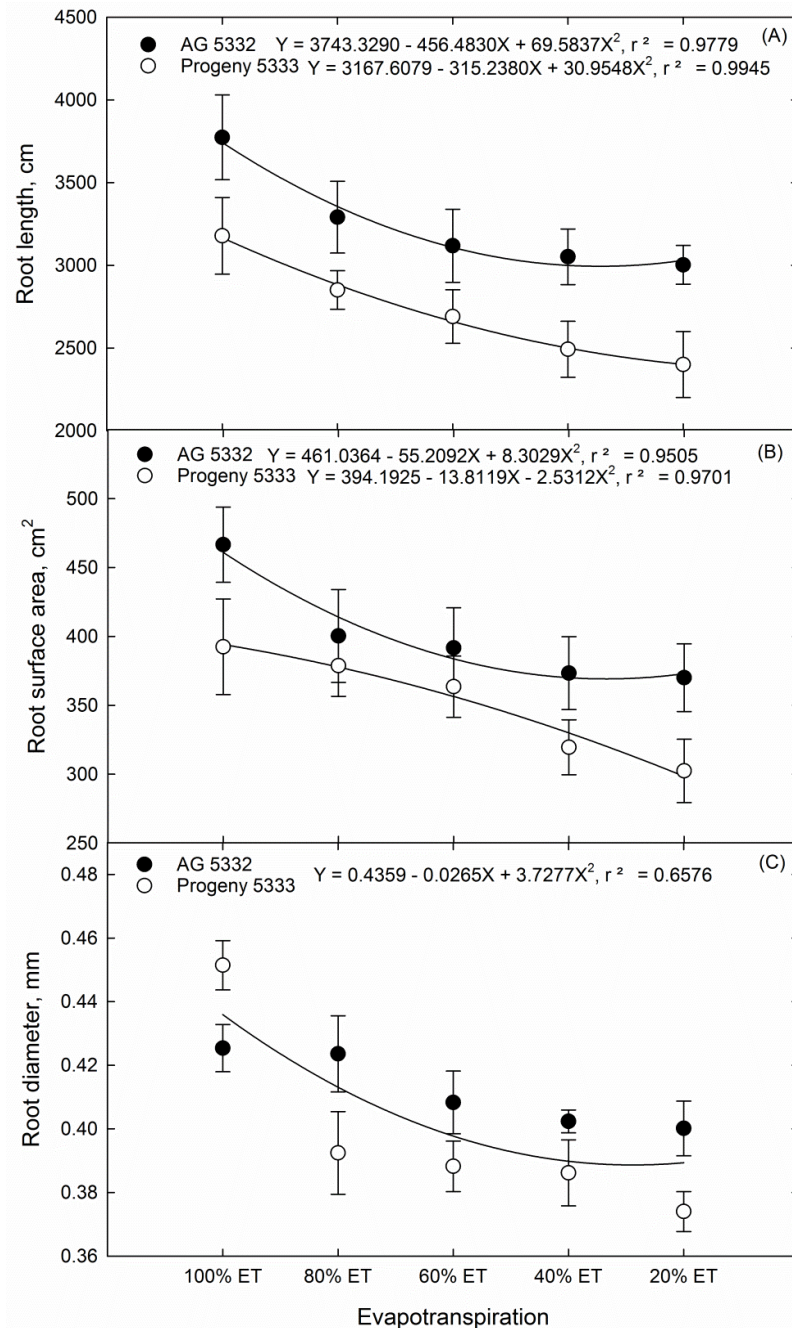 4500
(A)
AG 5332 Y = 3743.3290 - 456.4830X + 69.5837X², r ² = 0.9779
Progeny 5333 Y = 3167.6079 - 315.2380X + 30.9548X², r ² = 0.9945
4000
3500
3000
2500
2000
Root length, cm
(B)
AG 5332 Y = 461.0364 - 55.2092X + 8.3029X², r ² = 0.9505
Progeny 5333 Y = 394.1925 - 13.8119X - 2.5312X², r ² = 0.9701
500
450
400
350
300
250
Root surface area, cm²
(C)
AG 5332
Progeny 5333
Y = 0.4359 - 0.0265X + 3.7277X², r ² = 0.6576
0.48
0.46
0.44
0.42
0.40
0.38
0.36
Root diameter, mm
100% ET 80% ET 60% ET 40% ET 20% ET
Evapotranspiration